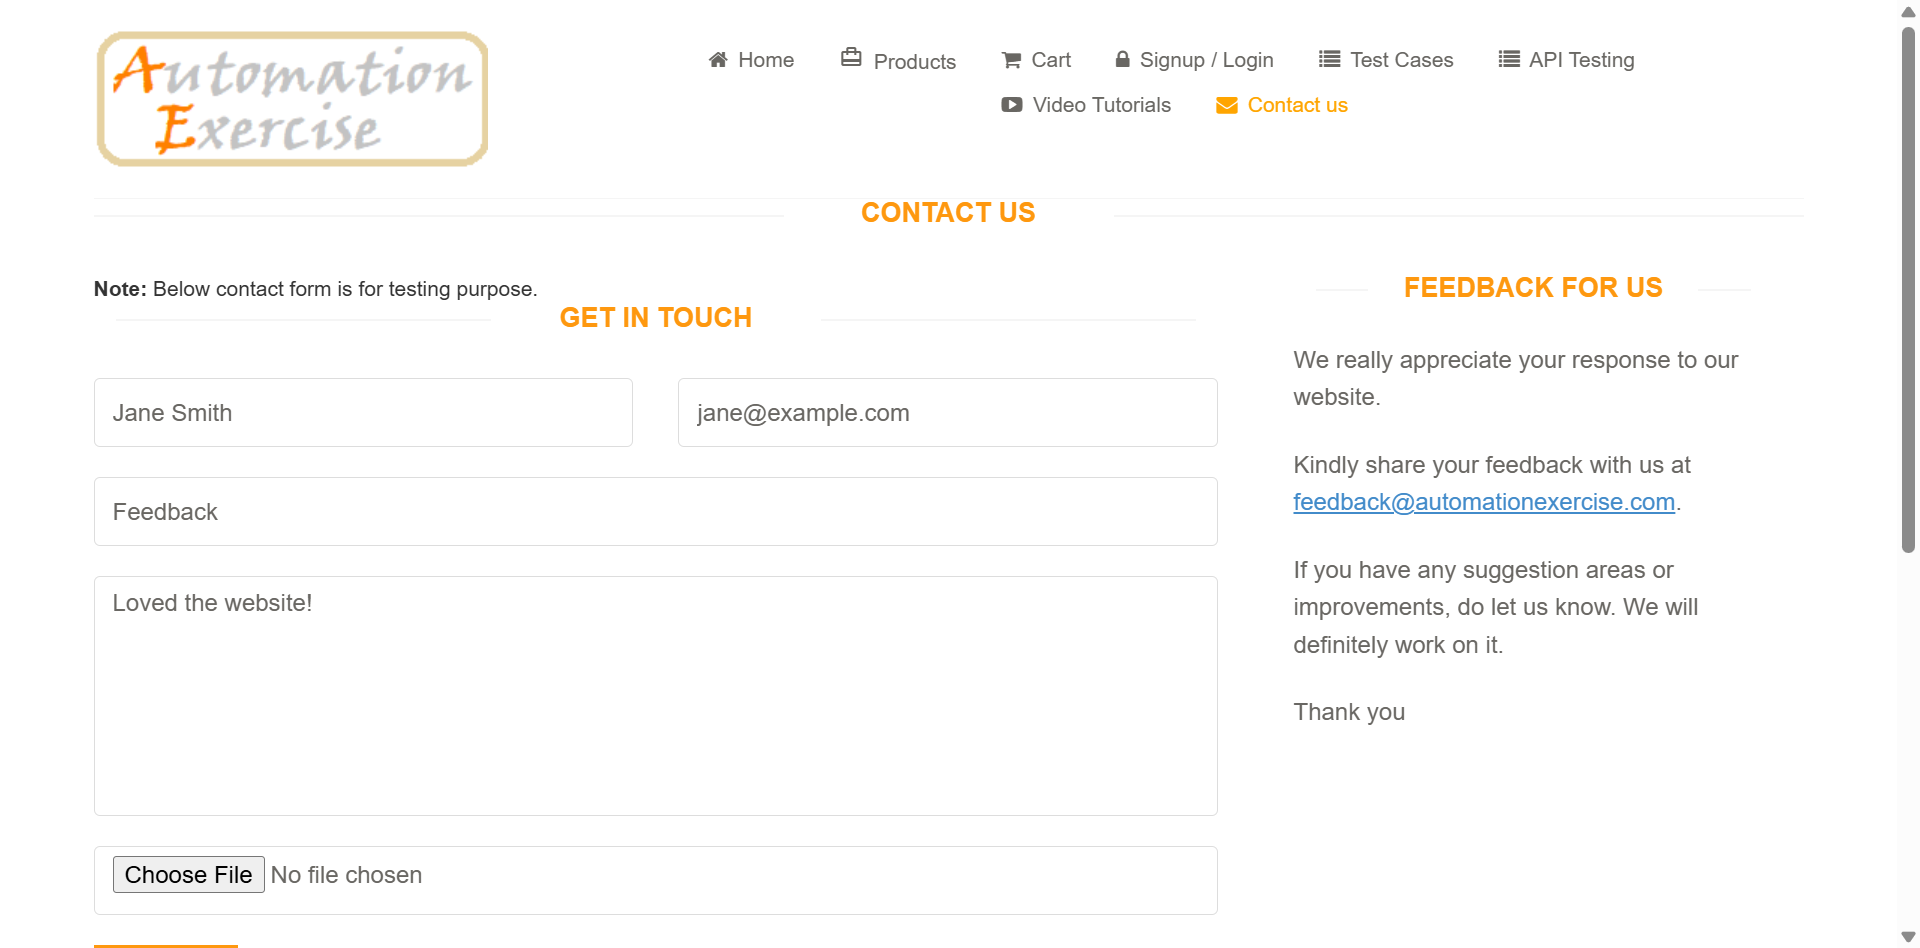 Automation
Exercise
Home
Products
Cart
Signup / Login
Test Cases
API Testing
Video Tutorials
Contact us
CONTACT US
Note: Below contact form is for testing purpose.
GET IN TOUCH
Jane Smith
jane@example.com
Feedback
Loved the website!
Choose File No file chosen
FEEDBACK FOR US
We really appreciate your response to our
website.
Kindly share your feedback with us at
feedback@automationexercise.com.
If you have any suggestion areas or
improvements, do let us know. We will
definitely work on it.
Thank you